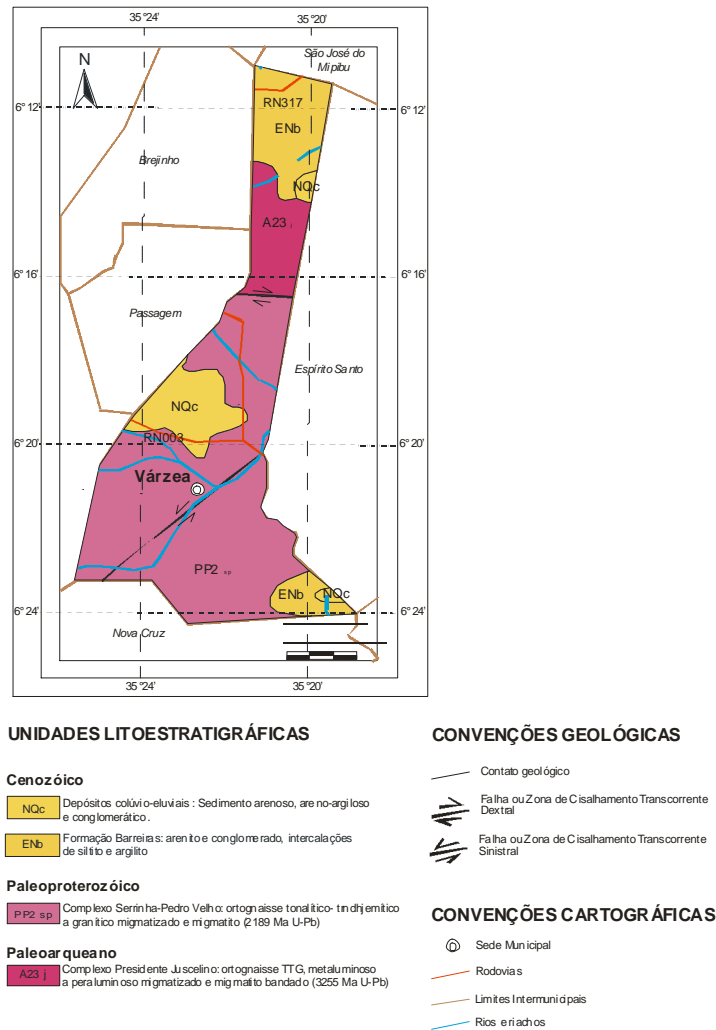 35 °24'
35 °20'
São José do
Mipibu
N
6° 12'
RN317
6° 12'
ENb
Brejinho
NQc
A23 j
6° 16'
6° 16'
Passagem
Espírito Santo
NQc
6° 20'
RN003
6° 20'
Várzea
PP2 sp
ENb
NQc
6° 24'
6° 24'
Nova Cruz
35 °24'
35 °20'
UNIDADES LITOESTRATIGRÁFICAS
Cenozóico
NQc
Depósitos colúvio-eluviais : Sedimento arenoso, areno-argiloso
e conglomerático.
ENb
Formação Barreiras: arenito e conglomerado, intercalações
de siltito e argilito
Paleoproterozóico
PP2 sp
Complexo Serrinha-Pedro Velho: ortognaisse tonalítico- trndhjemítico
a granítico migmatizado e migmatito (2189 Ma U-Pb)
Paleoarqueano
A23 j
Complexo Presidente Juscelino: ortognaisse TTG, metaluminoso
a peraluminoso migmatizado e migmatito bandado (3255 Ma U-Pb)
CONVENÇÕES GEOLÓGICAS
Contato geológico
Falha ou Zona de Cisalhamento Transcorrente
Dextral
Falha ou Zona de Cisalhamento Transcorrente
Sinistral
CONVENÇÕES CARTOGRÁFICAS
Sede Municipal
Rodovias
Limites Intermunicipais
Rios e riachos